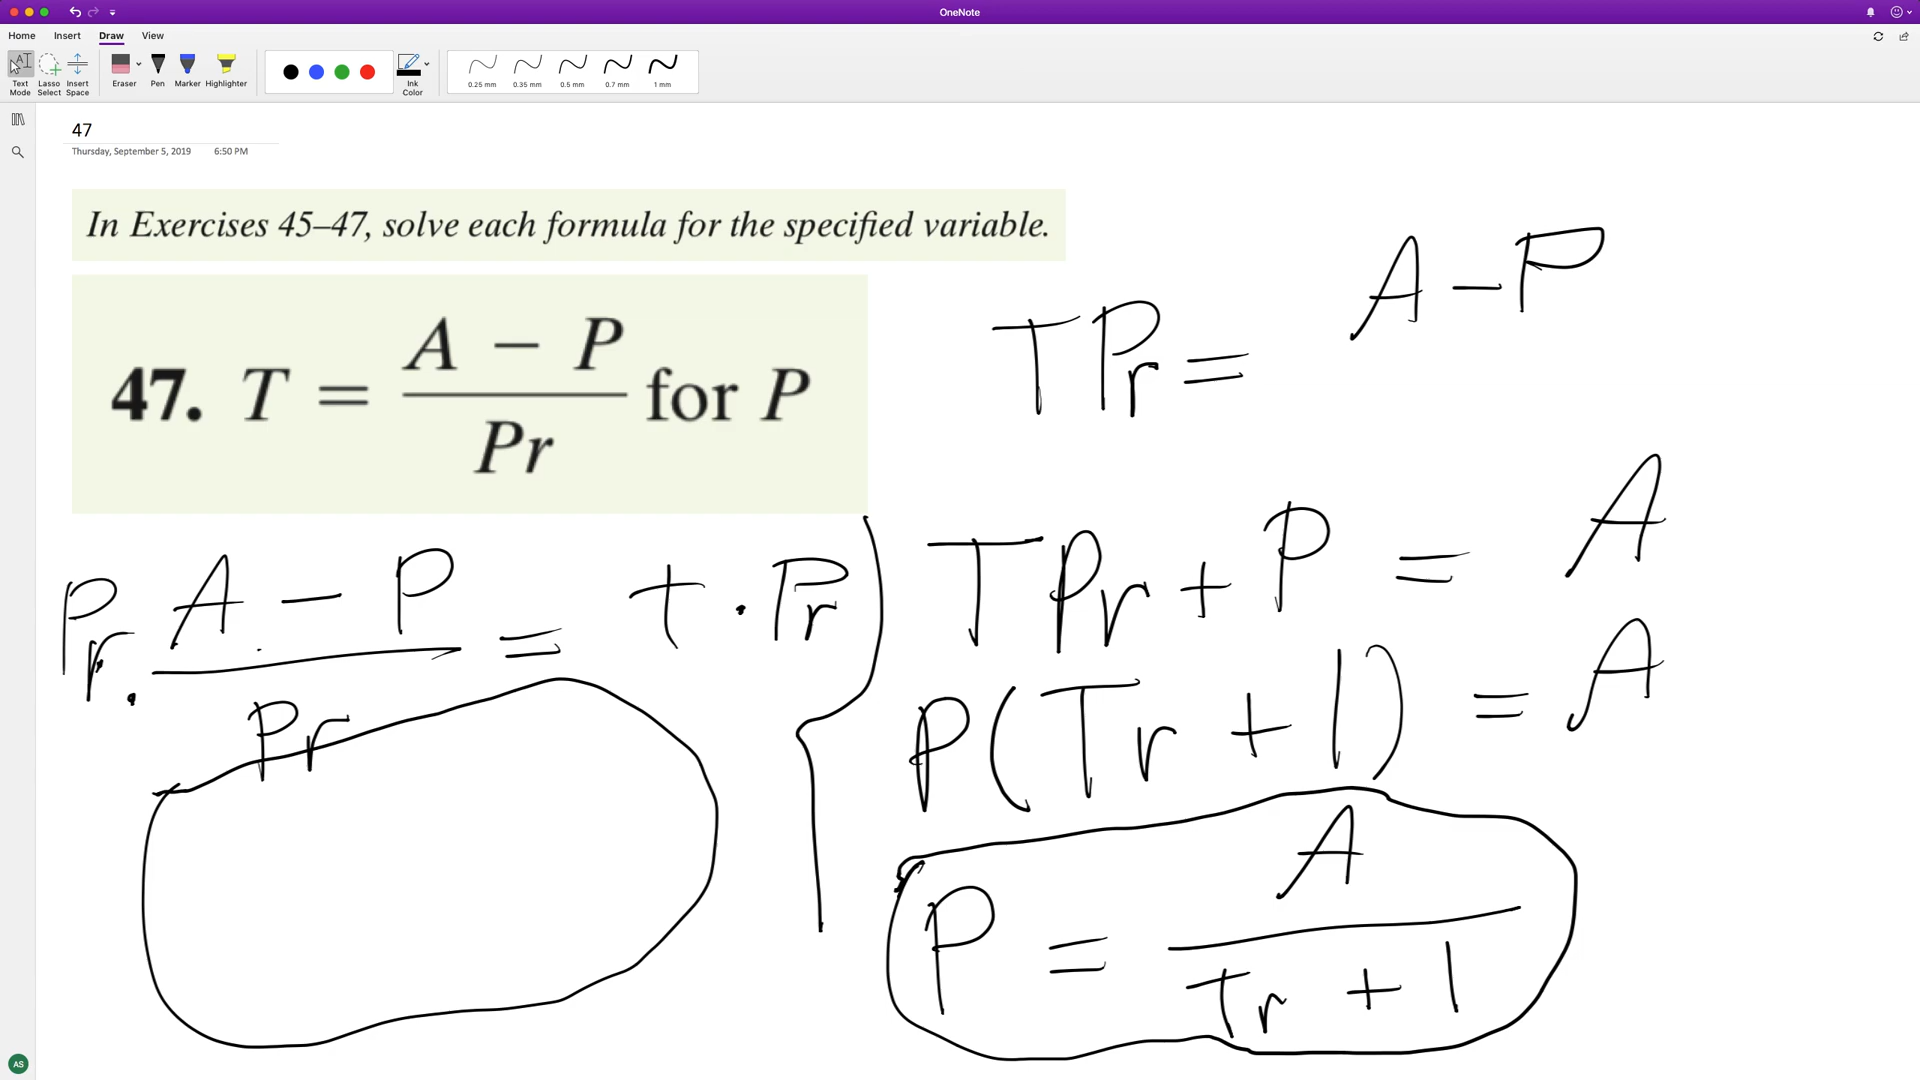 OneNote
Home Insert Draw View
Text Mode
Lasso Select
Insert Space
Eraser
Pen
Marker
Highlighter
Ink Color
0.25 mm
0.35 mm
0.5 mm
0.7 mm
1 mm
47
Thursday, September 5, 2019 6:50 PM
In Exercises 45–47, solve each formula for the specified variable.
47. T = A − P / Pr for P
Pr · A − P / Pr = t · Pr
TPr = A − P
TPr + P = A
P(Tr + 1) = A
P = A / Tr + 1
AS